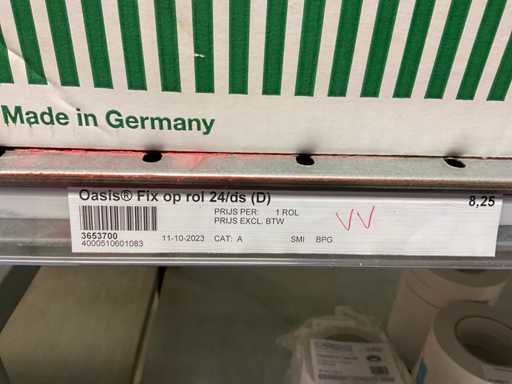 Made in Germany
Oasis® Fix op rol 24/ds (D) 8,25
PRIJS PER: 1 ROL
PRIJS EXCL. BTW
VV
3653700 11-10-2023 CAT: A SMI BPG
4000510601083